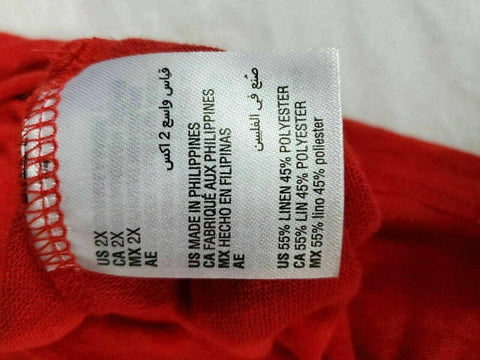 US 2X
CA 2X
MX 2X
AE قياس واسع 2 اكس
US MADE IN PHILIPPINES
CA FABRIQUÉ AUX PHILIPPINES
MX HECHO EN FILIPINAS
AE صنع في الفلبين
US 55% LINEN 45% POLYESTER
CA 55% LIN 45% POLYESTER
MX 55% lino 45% poliester